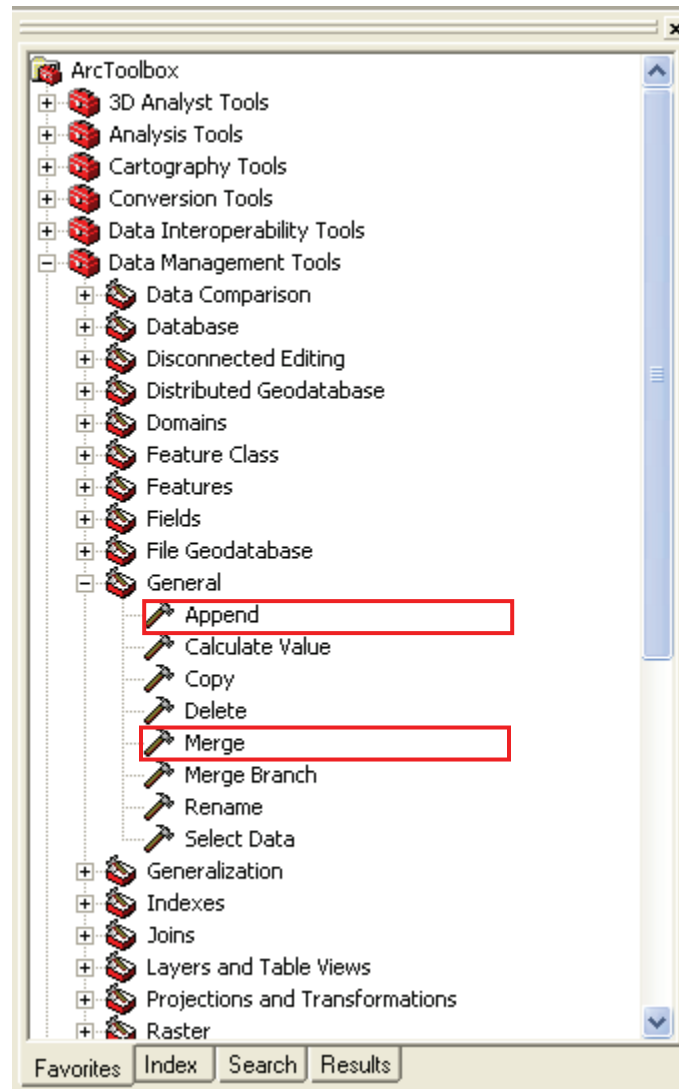 ArcToolbox
3D Analyst Tools
Analysis Tools
Cartography Tools
Conversion Tools
Data Interoperability Tools
Data Management Tools
Data Comparison
Database
Disconnected Editing
Distributed Geodatabase
Domains
Feature Class
Features
Fields
File Geodatabase
General
Append
Calculate Value
Copy
Delete
Merge
Merge Branch
Rename
Select Data
Generalization
Indexes
Joins
Layers and Table Views
Projections and Transformations
Raster
Favorites Index Search Results